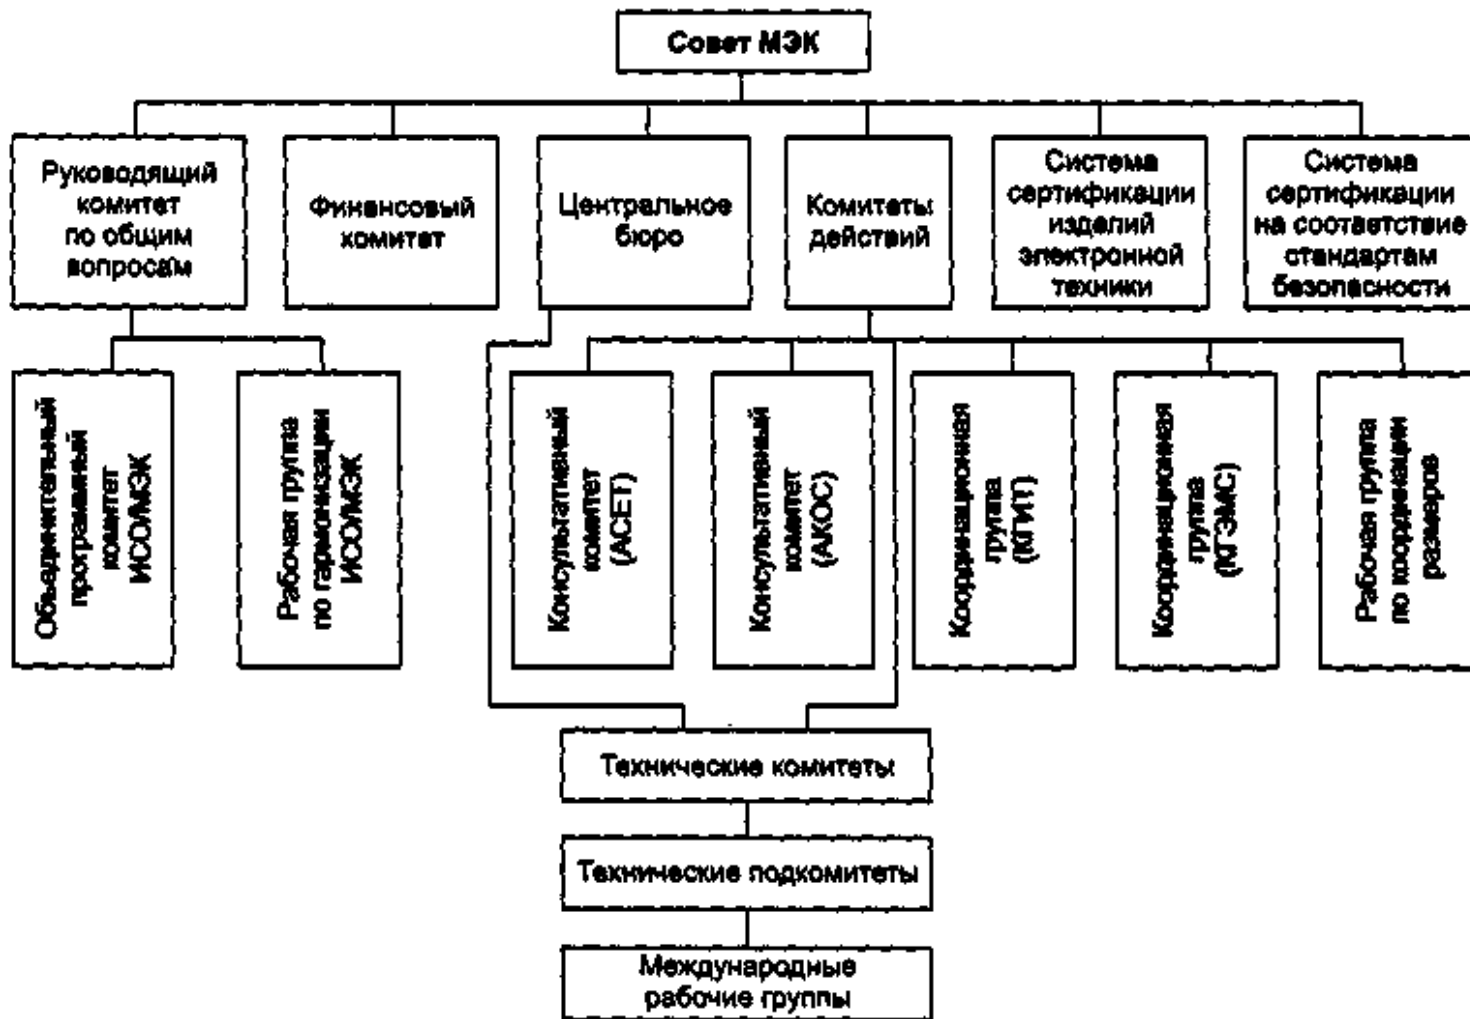 Совет МЭК
Руководящий
комитет
по общим
вопросам
Финансовый
комитет
Центральное
бюро
Комитеты
действий
Система
сертификации
изделий
электронной
техники
Система
сертификации
на соответствие
стандартам
безопасности
Объединительный
программный
комитет
ИСО/МЭК
Рабочая группа
по гармонизации
ИСО/МЭК
Консультативный
комитет
(АСЕТ)
Консультативный
комитет
(АКОС)
Координационная
группа
(КГИТ)
Координационная
группа
(КГЭМС)
Рабочая группа
по координации
размеров
Технические комитеты
Технические подкомитеты
Международные
рабочие группы